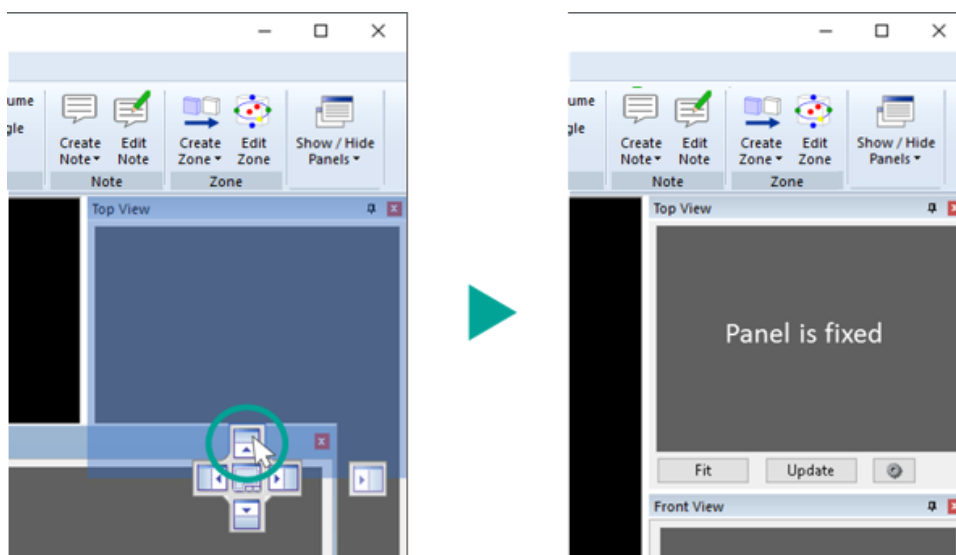 ume
gle
Create Note
Edit Note
Create Zone
Edit Zone
Show / Hide Panels
Note
Zone
Top View
ume
gle
Create Note
Edit Note
Create Zone
Edit Zone
Show / Hide Panels
Note
Zone
Top View
Panel is fixed
Fit
Update
Front View